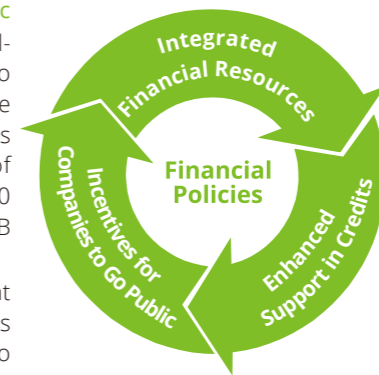 Integrated
Financial Resources
Financial
Policies
Enhanced
Support in Credits
Incentives for
Companies to Go Public